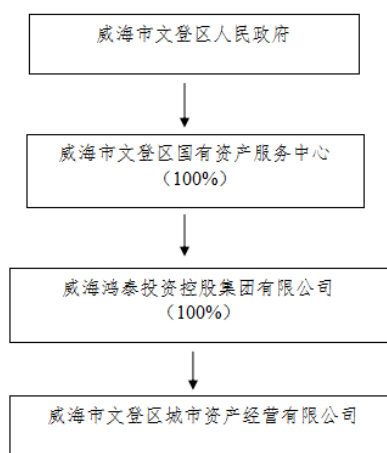 威海市文登区人民政府
威海市文登区国有资产服务中心
（100%）
威海鸿泰投资控股集团有限公司
（100%）
威海市文登区城市资产经营有限公司